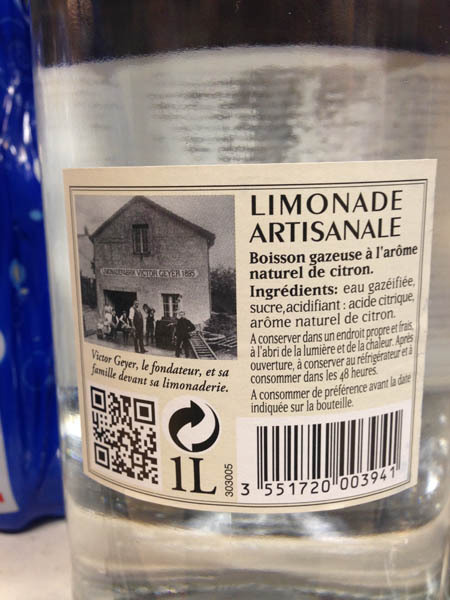 LIMONADEFABRIK VICTOR GEYER 1895
Victor Geyer, le fondateur, et sa
famille devant sa limonaderie.
1L
303005
LIMONADE
ARTISANALE
Boisson gazeuse à l'arôme
naturel de citron.
Ingrédients: eau gazéifiée,
sucre,acidifiant : acide citrique,
arôme naturel de citron.
A conserver dans un endroit propre et frais,
à l'abri de la lumière et de la chaleur. Après
ouverture, à conserver au réfrigérateur et à
consommer dans les 48 heures.
A consommer de préférence avant la date
indiquée sur la bouteille.
3 551720 003941